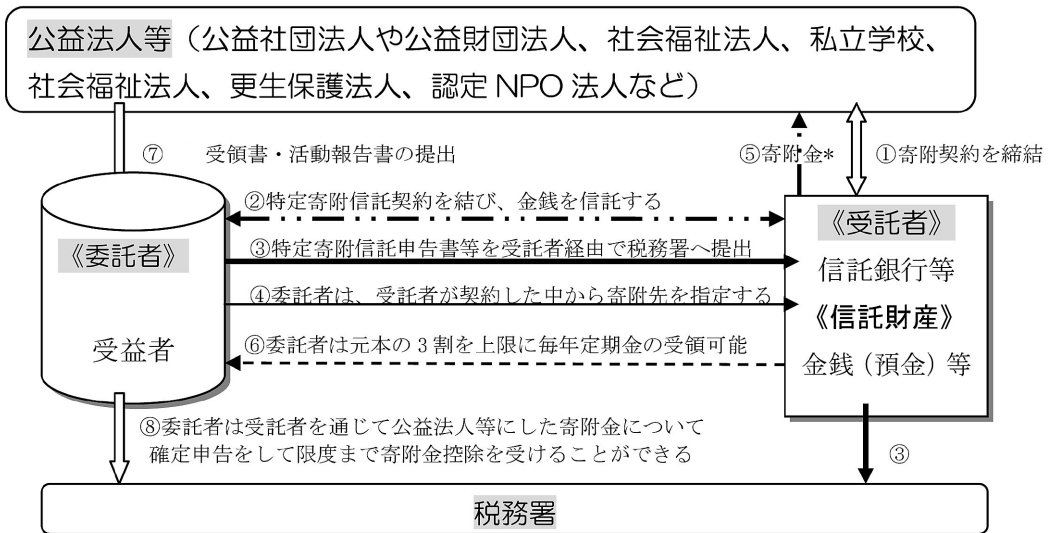 公益法人等（公益社団法人や公益財団法人、社会福祉法人、私立学校、
社会福祉法人、更生保護法人、認定NPO法人など）
⑦ 受領書・活動報告書の提出
⑤寄附金*
①寄附契約を締結
②特定寄附信託契約を結び、金銭を信託する
《委託者》
受益者
③特定寄附信託申告書等を受託者経由で税務署へ提出
④委託者は、受託者が契約した中から寄附先を指定する
⑥委託者は元本の3割を上限に毎年定期金の受領可能
《受託者》
信託銀行等
《信託財産》
金銭（預金）等
⑧委託者は受託者を通じて公益法人等にした寄附金について
確定申告をして限度まで寄附金控除を受けることができる
③
税務署